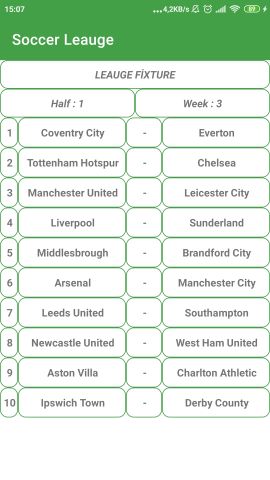 15:07 ...4,2KB/s 89
Soccer Leauge
LEAUGE FİXTURE
Half : 1 Week : 3
1 Coventry City - Everton
2 Tottenham Hotspur - Chelsea
3 Manchester United - Leicester City
4 Liverpool - Sunderland
5 Middlesbrough - Brandford City
6 Arsenal - Manchester City
7 Leeds United - Southampton
8 Newcastle United - West Ham United
9 Aston Villa - Charlton Athletic
10 Ipswich Town - Derby County